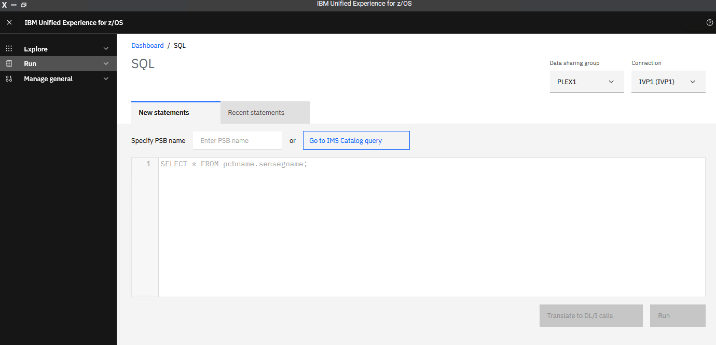 IBM Unified Experience for z/OS
IBM Unified Experience for z/OS
Explore
Run
Manage general
Dashboard / SQL
SQL
Data sharing group
Connection
PLEX1
IVP1 (IVP1)
New statements
Recent statements
Specify PSB name
Enter PSB name
or
Go to IMS Catalog query
1
SELECT * FROM pcbname.sensegname;
Translate to DL/I calls
Run